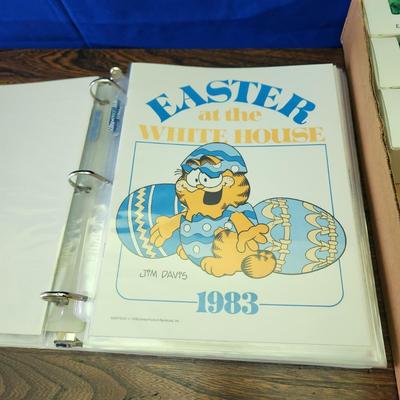 EASTER
at the
WHITE HOUSE
JIM DAVIS
1983